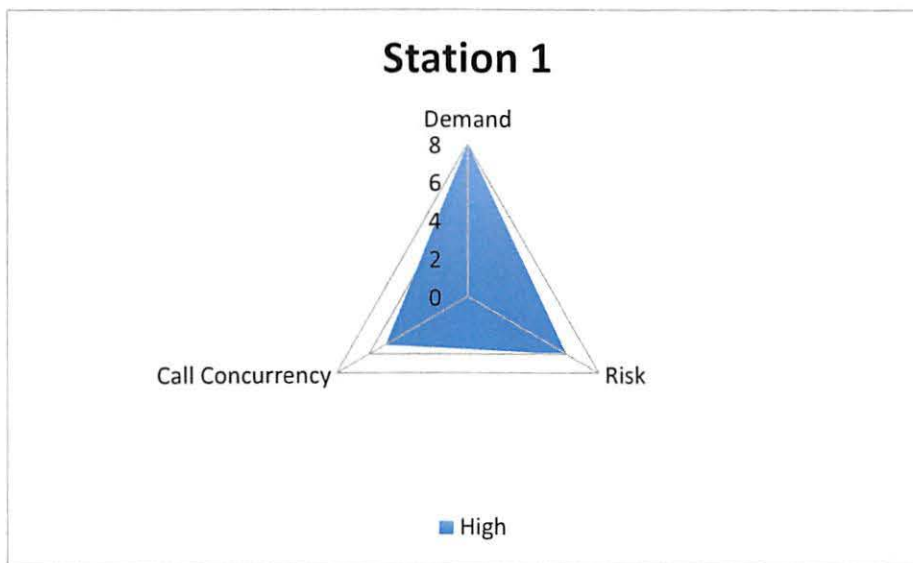 Station 1
Demand
8
6
4
2
0
Call Concurrency
Risk
High